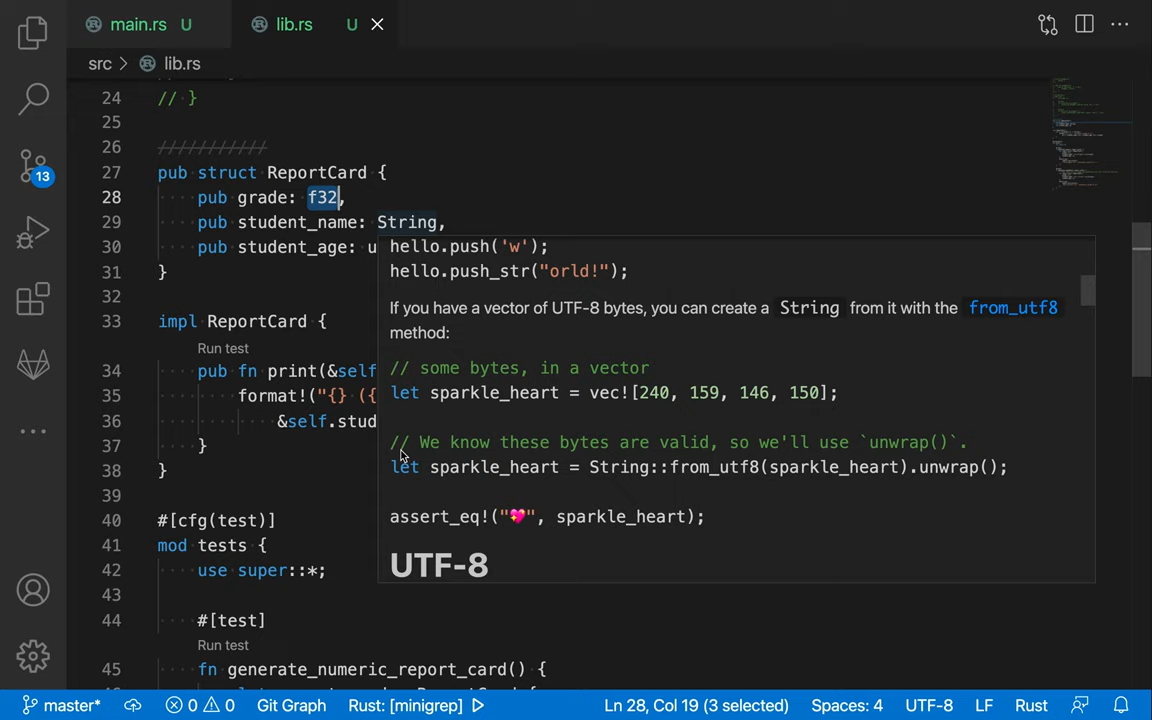 main.rs U lib.rs U
src > lib.rs
24 // }
25
26 ///////////
27 pub struct ReportCard {
28 pub grade: f32,
29 pub student_name: String,
30 pub student_age: u
31 }
32
33 impl ReportCard {
Run test
34 pub fn print(&self
35 format!("{} ({
36 &self.stud
37 }
38 }
39
40 #[cfg(test)]
41 mod tests {
42 use super::*;
43
44 #[test]
Run test
45 fn generate_numeric_report_card() {
hello.push('w');
hello.push_str("orld!");
If you have a vector of UTF-8 bytes, you can create a String from it with the from_utf8
method:
// some bytes, in a vector
let sparkle_heart = vec![240, 159, 146, 150];
// We know these bytes are valid, so we'll use `unwrap()`.
let sparkle_heart = String::from_utf8(sparkle_heart).unwrap();
assert_eq!("💖", sparkle_heart);
UTF-8
13
master* 0 0 Git Graph Rust: [minigrep] Ln 28, Col 19 (3 selected) Spaces: 4 UTF-8 LF Rust